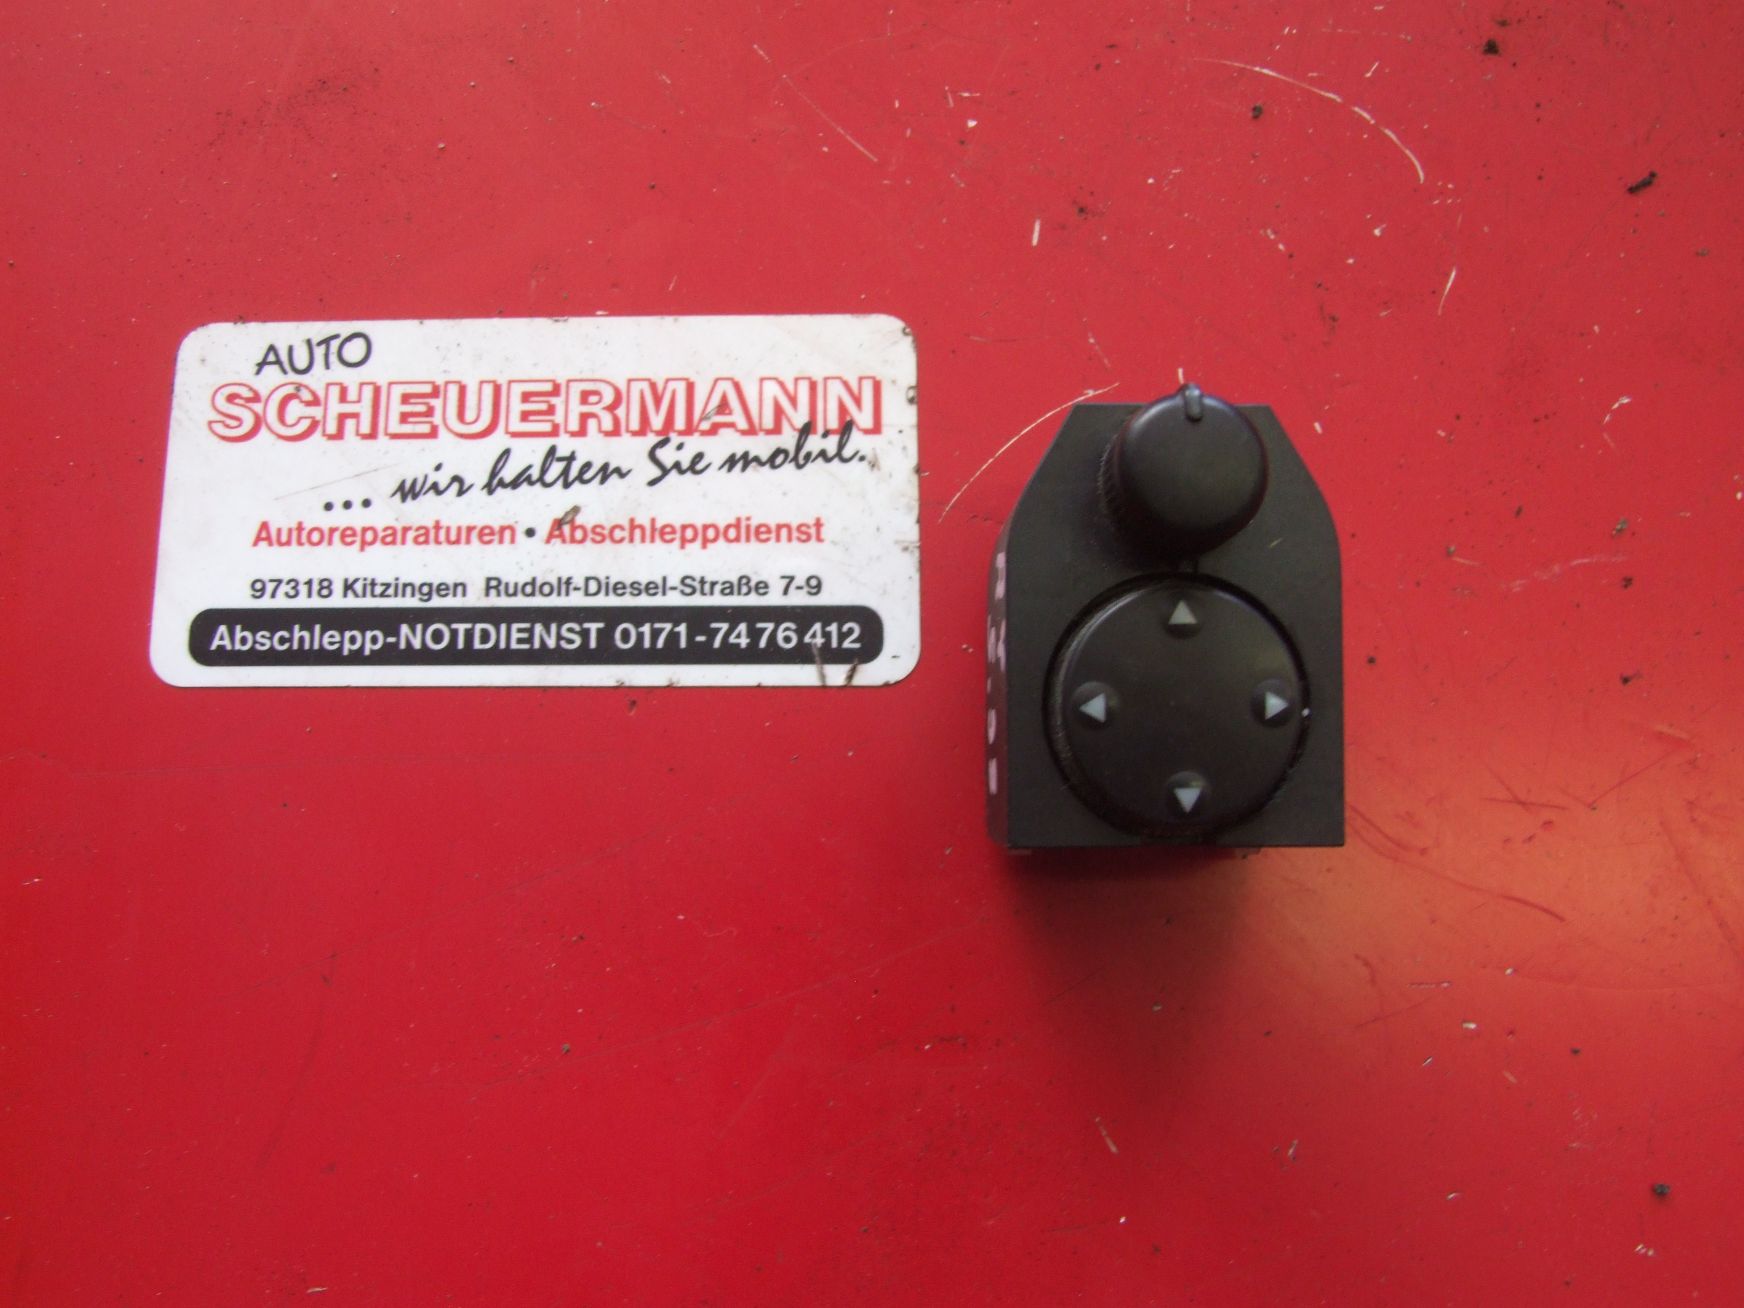 AUTO
SCHEUERMANN
... wir halten Sie mobil.
Autoreparaturen • Abschleppdienst
97318 Kitzingen Rudolf-Diesel-Straße 7-9
Abschlepp-NOTDIENST 0171-7476412